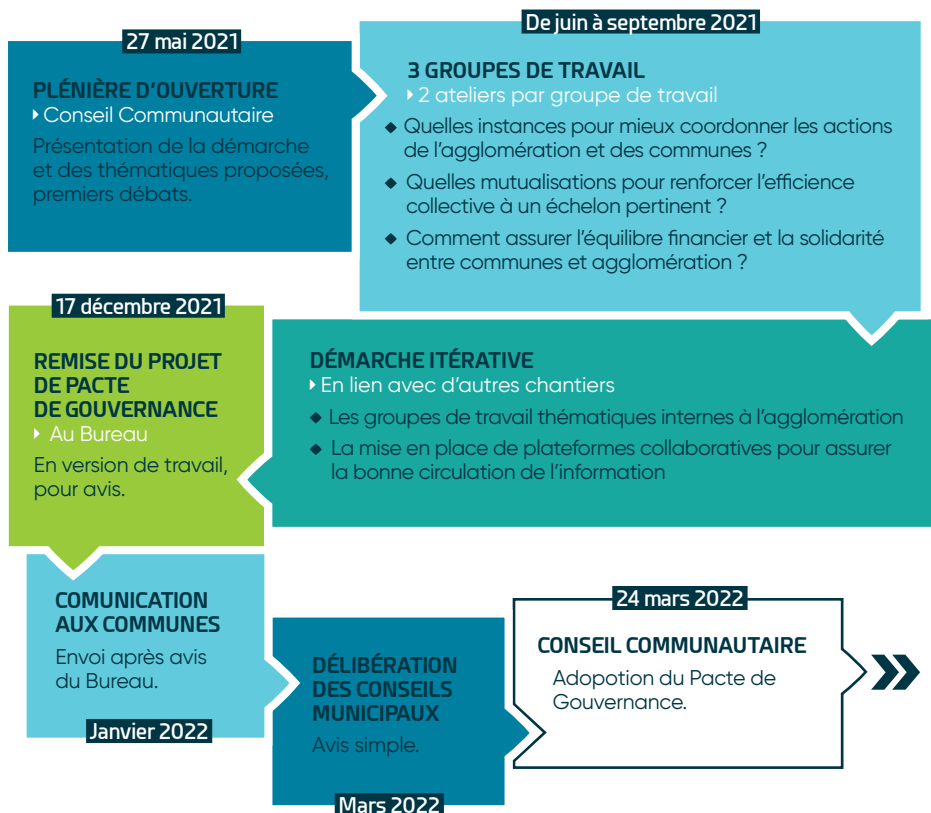 27 mai 2021
PLÉNIÈRE D'OUVERTURE
Conseil Communautaire
Présentation de la démarche
et des thématiques proposées,
premiers débats.
De juin à septembre 2021
3 GROUPES DE TRAVAIL
2 ateliers par groupe de travail
◆ Quelles instances pour mieux coordonner les actions
de l'agglomération et des communes ?
◆ Quelles mutualisations pour renforcer l'efficience
collective à un échelon pertinent ?
◆ Comment assurer l'équilibre financier et la solidarité
entre communes et agglomération ?
DÉMARCHE ITÉRATIVE
En lien avec d'autres chantiers
◆ Les groupes de travail thématiques internes à l'agglomération
◆ La mise en place de plateformes collaboratives pour assurer
la bonne circulation de l'information
17 décembre 2021
REMISE DU PROJET
DE PACTE
DE GOUVERNANCE
Au Bureau
En version de travail,
pour avis.
COMUNICATION
AUX COMMUNES
Envoi après avis
du Bureau.
Janvier 2022
DÉLIBÉRATION
DES CONSEILS
MUNICIPAUX
Avis simple.
Mars 2022
24 mars 2022
CONSEIL COMMUNAUTAIRE
Adopotion du Pacte de
Gouvernance.